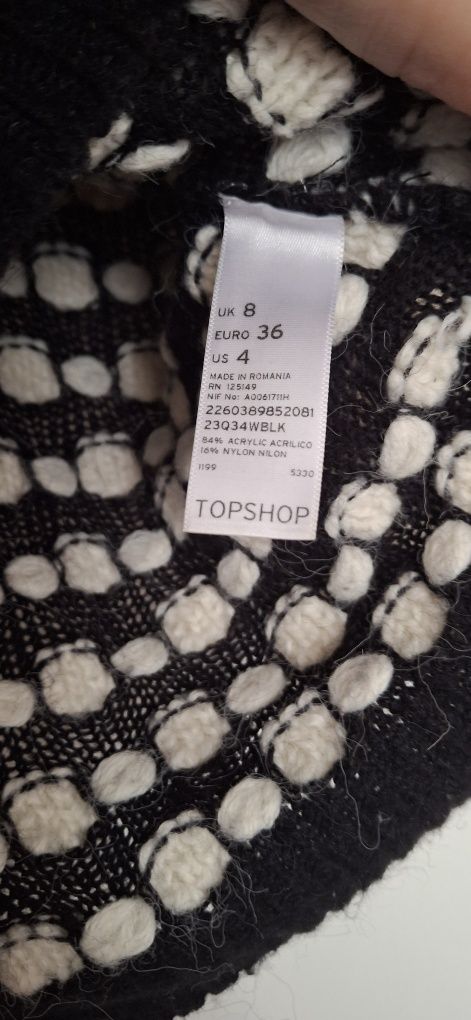 UK 8
EURO 36
US 4
MADE IN ROMANIA
RN 125149
NIF No: A0061711H
2260389852081
23Q34WBLK
84% ACRYLIC ACRILICO
16% NYLON NILON
1199 5330
TOPSHOP